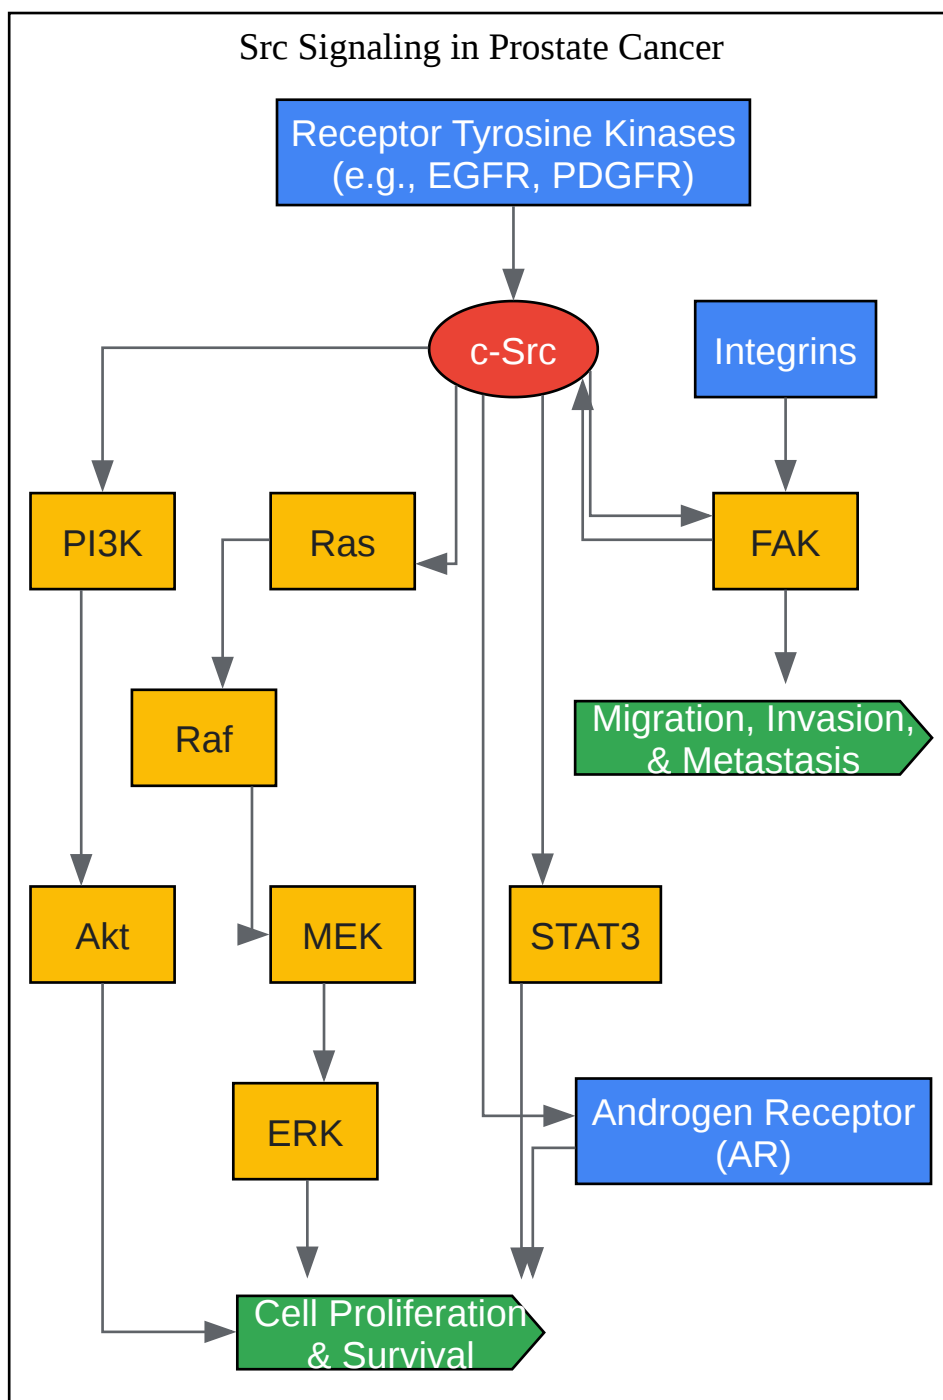 Src Signaling in Prostate Cancer
Receptor Tyrosine Kinases
(e.g., EGFR, PDGFR)
c-Src
Integrins
PI3K
Ras
FAK
Raf
Migration, Invasion,
& Metastasis
Akt
MEK
STAT3
ERK
Androgen Receptor
(AR)
Cell Proliferation
& Survival